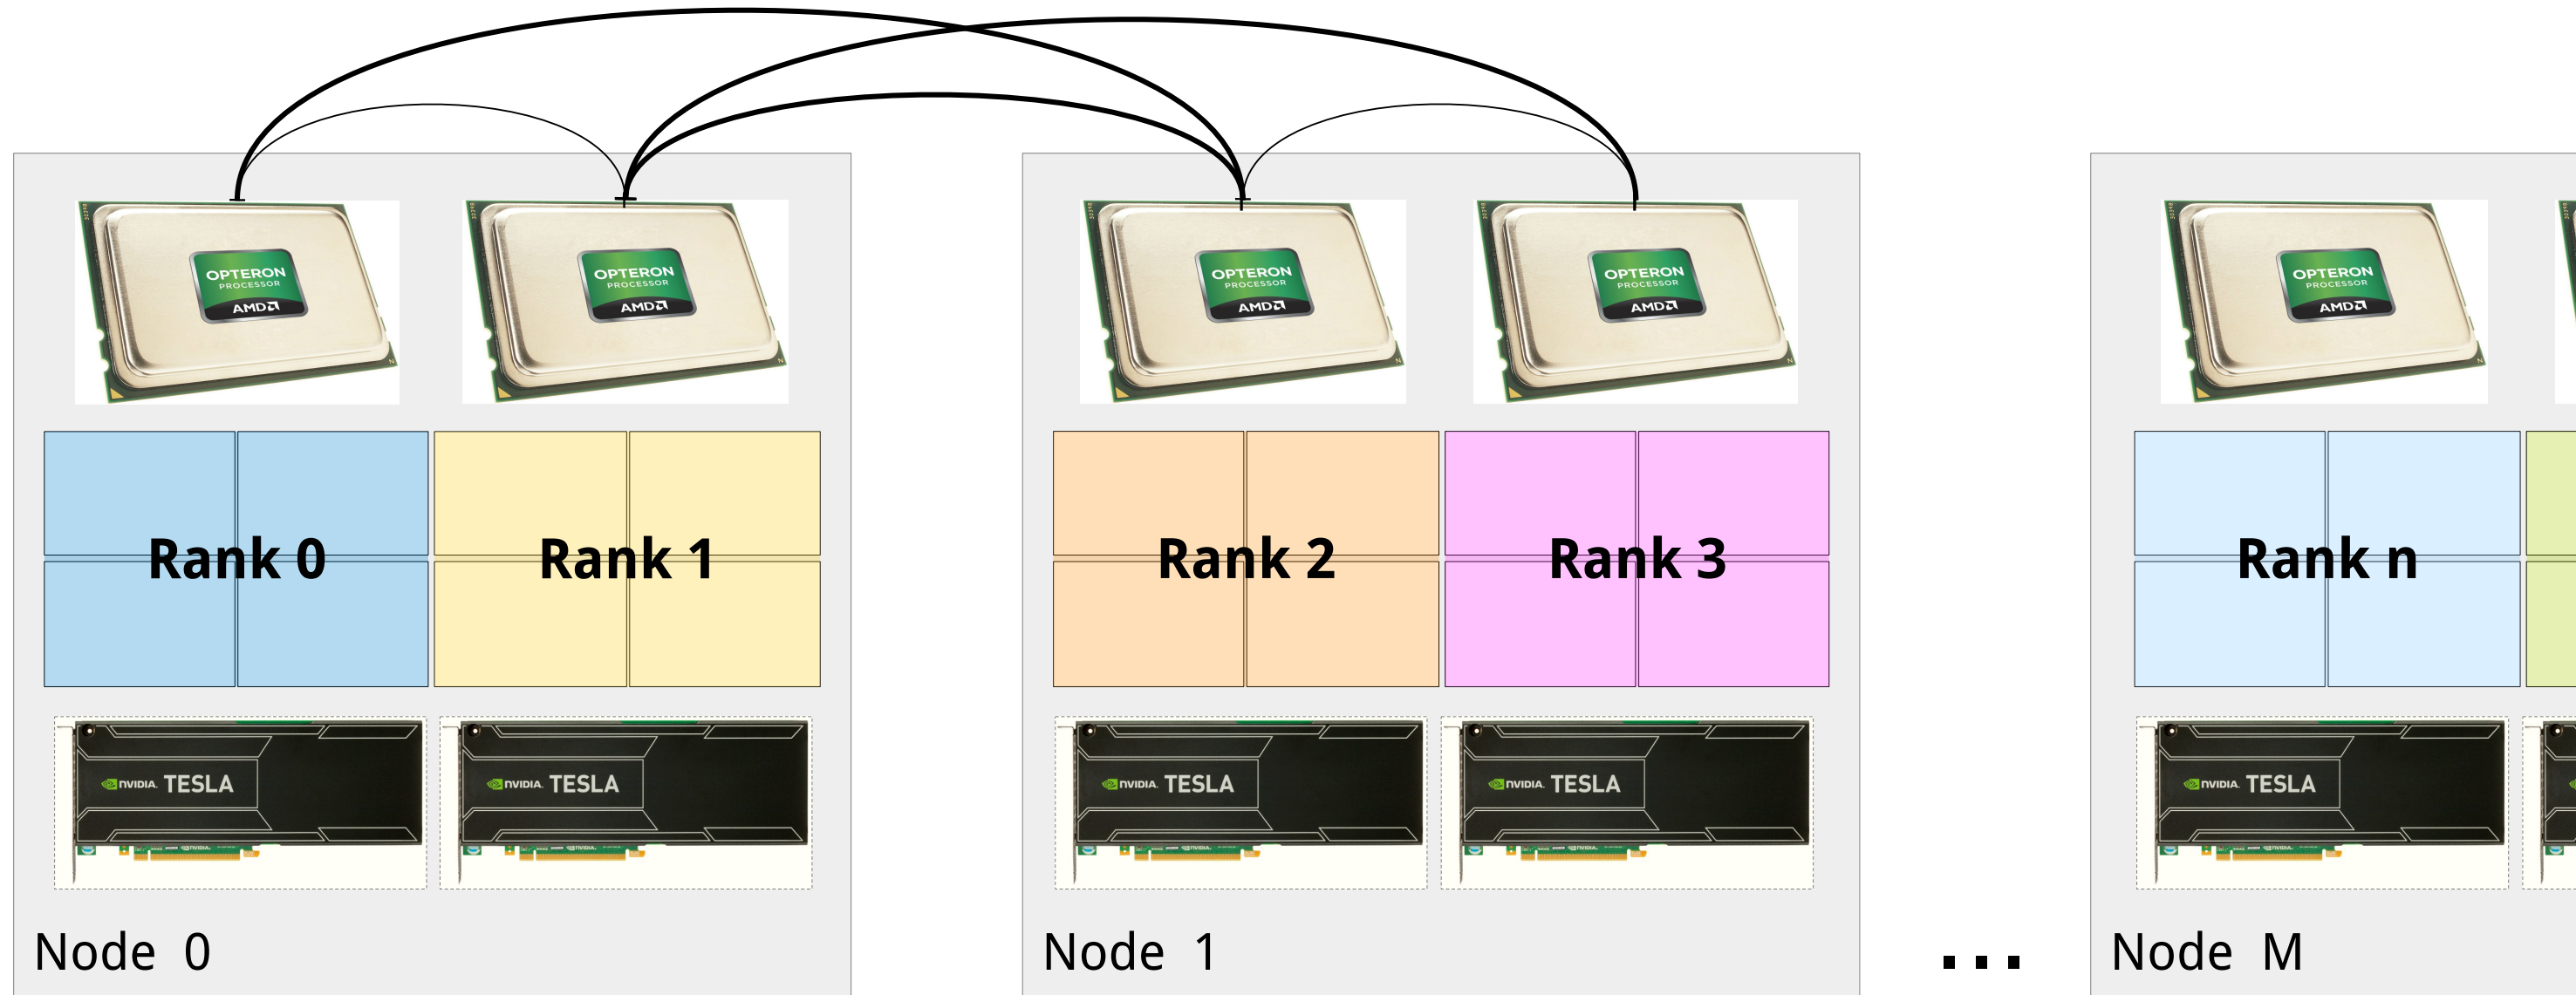 OPTERON
PROCESSOR
AMD
OPTERON
PROCESSOR
AMD
OPTERON
PROCESSOR
AMD
OPTERON
PROCESSOR
AMD
OPTERON
PROCESSOR
AMD
Rank 0
Rank 1
Rank 2
Rank 3
Rank n
NVIDIA. TESLA
NVIDIA. TESLA
NVIDIA. TESLA
NVIDIA. TESLA
NVIDIA. TESLA
Node 0
Node 1
...
Node M